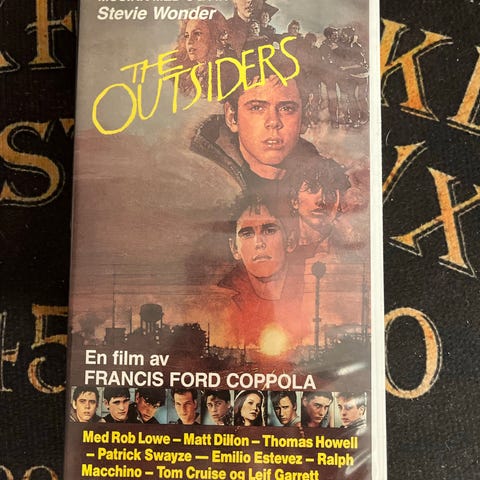 Stevie Wonder
THE
OUTSIDERS
En film av
FRANCIS FORD COPPOLA
Med Rob Lowe – Matt Dillon – Thomas Howell
– Patrick Swayze – Emilio Estevez – Ralph
Macchino – Tom Cruise og Leif Garrett